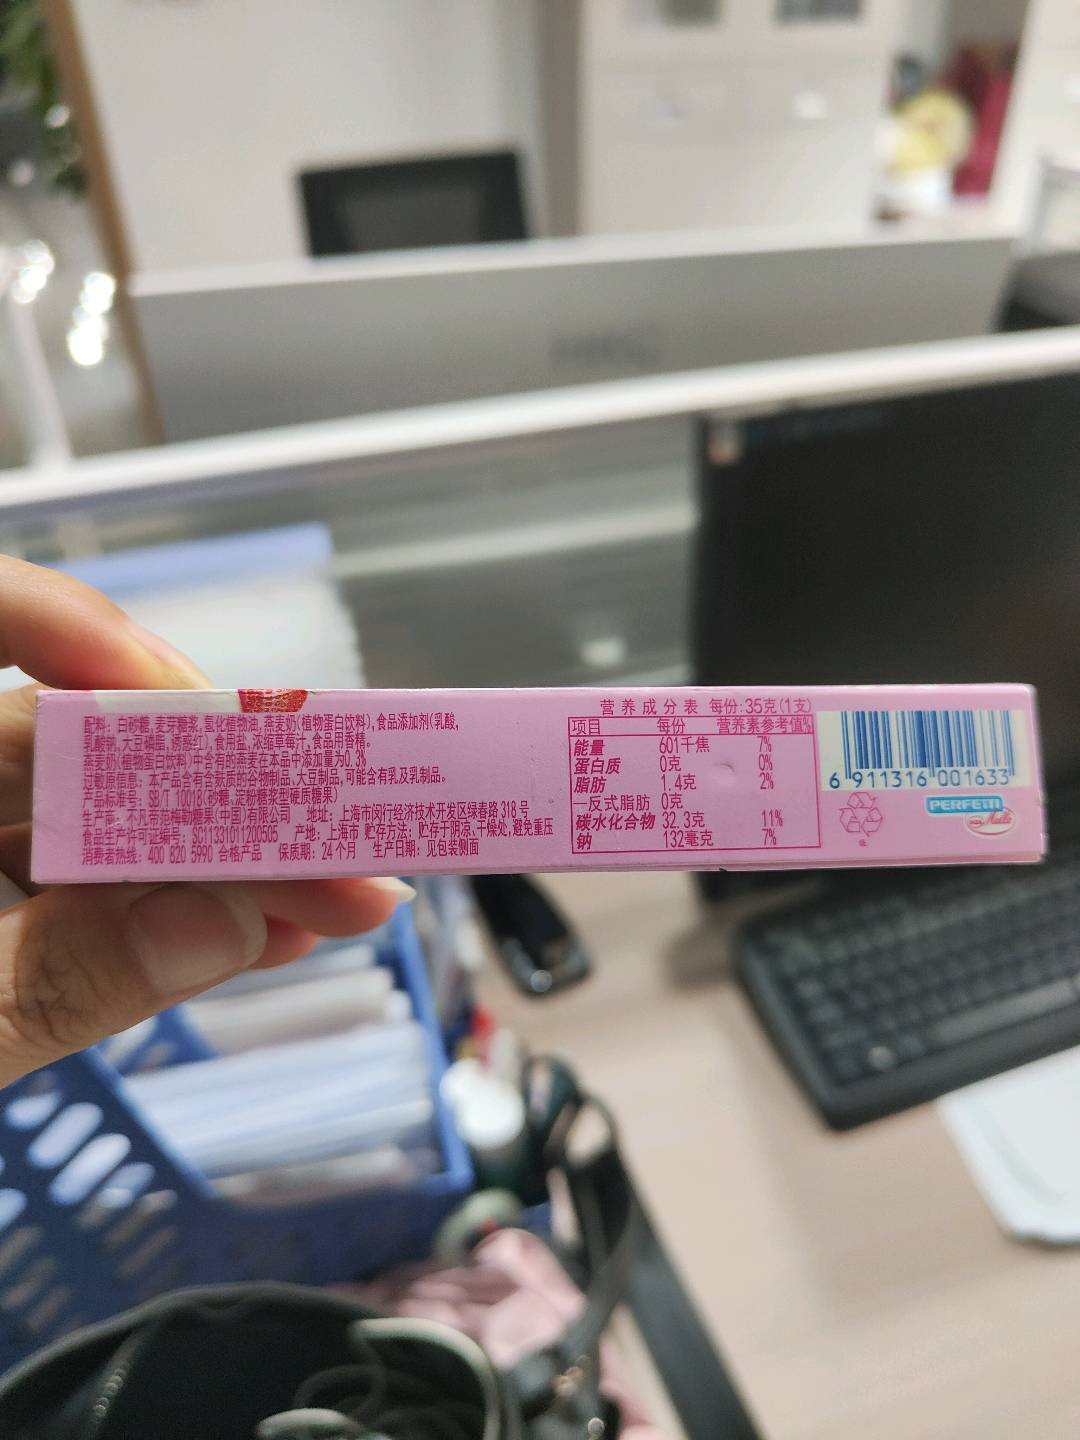 配料: 白砂糖, 麦芽糖浆, 氢化植物油, 燕麦奶(植物蛋白饮料), 食品添加剂(乳酸,
乳酸钠, 大豆磷脂, 诱惑红), 食用盐, 浓缩草莓汁, 食品用香精。
燕麦奶(植物蛋白饮料)中含有的燕麦在本品中添加量为0.3%
过敏原信息: 本产品含有含麸质的谷物制品, 大豆制品, 可能含有乳及乳制品。
产品标准号: SB/T 10018(砂糖、淀粉糖浆型硬质糖果)
生产商: 不凡帝范梅勒糖果(中国)有限公司 地址: 上海市闵行经济技术开发区绿春路318号
食品生产许可证编号: SC11331011200505 产地: 上海市 贮存方法: 贮存于阴凉、干燥处, 避免重压
消费者热线: 400 820 5990 合格产品 保质期: 24个月 生产日期: 见包装侧面
营养成分表 每份:35克(1支)
项目 每份 营养素参考值%
能量 601千焦 7%
蛋白质 0克 0%
脂肪 1.4克 2%
—反式脂肪 0克
碳水化合物 32.3克 11%
钠 132毫克 7%
6 911316 001633
PERFETTI
van Melle
纸